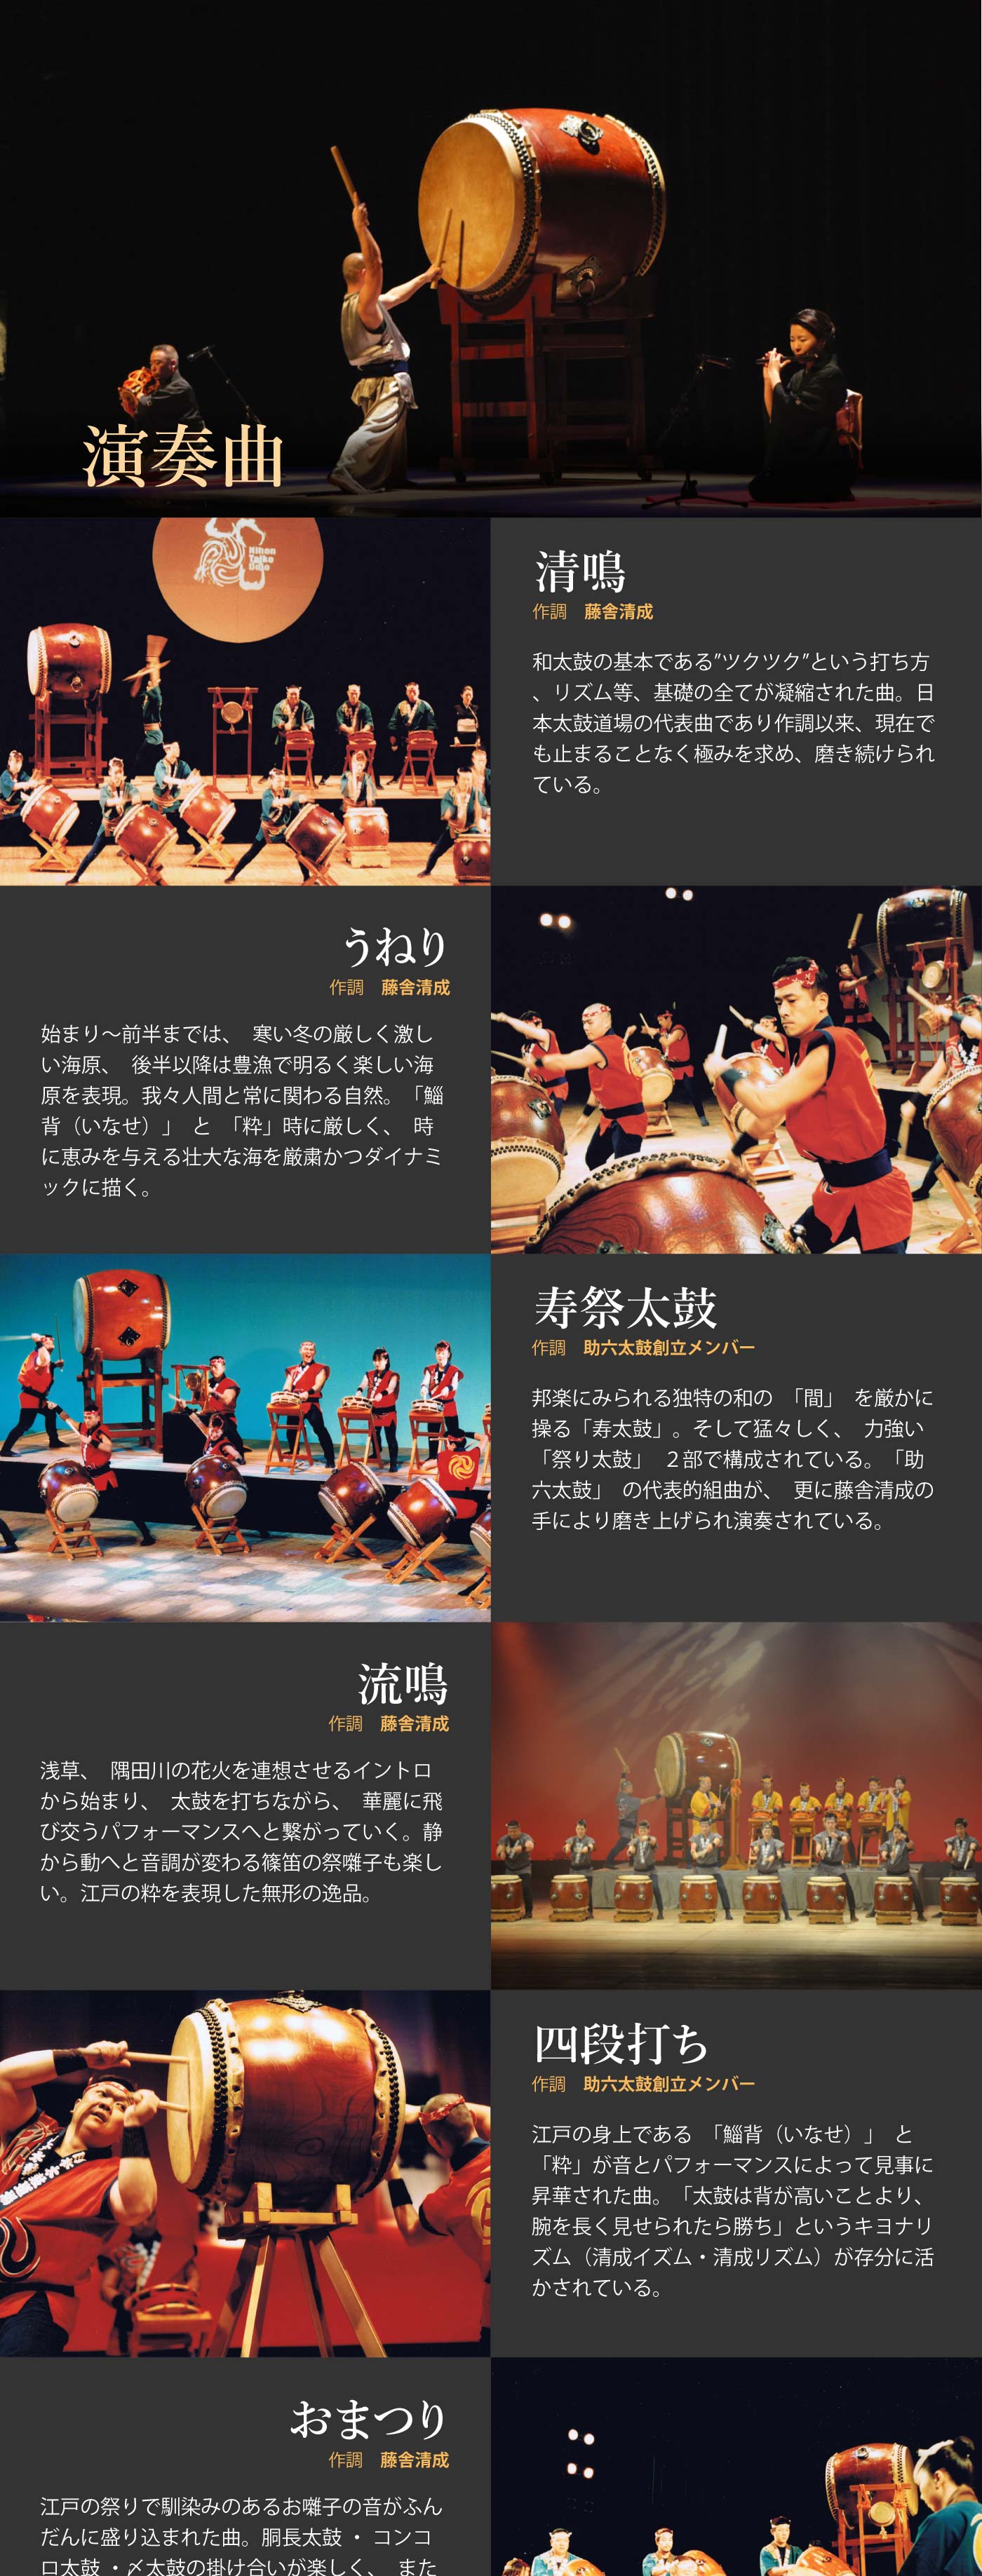 演奏曲
Nihon
Taiko
Dojo
清鳴
作調　藤舎清成
和太鼓の基本である”ツクツク”という打ち方
、リズム等、基礎の全てが凝縮された曲。日
本太鼓道場の代表曲であり作調以来、現在で
も止まることなく極みを求め、磨き続けられ
ている。
うねり
作調　藤舎清成
始まり～前半までは、 寒い冬の厳しく激し
い海原、 後半以降は豊漁で明るく楽しい海
原を表現。我々人間と常に関わる自然。「鯔
背（いなせ）」 と 「粋」時に厳しく、 時
に恵みを与える壮大な海を厳粛かつダイナミ
ックに描く。
寿祭太鼓
作調　助六太鼓創立メンバー
邦楽にみられる独特の和の 「間」 を厳かに
操る「寿太鼓」。そして猛々しく、 力強い
「祭り太鼓」 ２部で構成されている。「助
六太鼓」 の代表的組曲が、 更に藤舎清成の
手により磨き上げられ演奏されている。
流鳴
作調　藤舎清成
浅草、 隅田川の花火を連想させるイントロ
から始まり、 太鼓を打ちながら、 華麗に飛
び交うパフォーマンスへと繋がっていく。静
から動へと音調が変わる篠笛の祭囃子も楽し
い。江戸の粋を表現した無形の逸品。
四段打ち
作調　助六太鼓創立メンバー
江戸の身上である 「鯔背（いなせ）」 と
「粋」が音とパフォーマンスによって見事に
昇華された曲。「太鼓は背が高いことより、
腕を長く見せられたら勝ち」というキヨナリ
ズム（清成イズム・清成リズム）が存分に活
かされている。
おまつり
作調　藤舎清成
江戸の祭りで馴染みのあるお囃子の音がふん
だんに盛り込まれた曲。胴長太鼓 ・ コンコ
ロ太鼓 ・〆太鼓の掛け合いが楽しく、 また